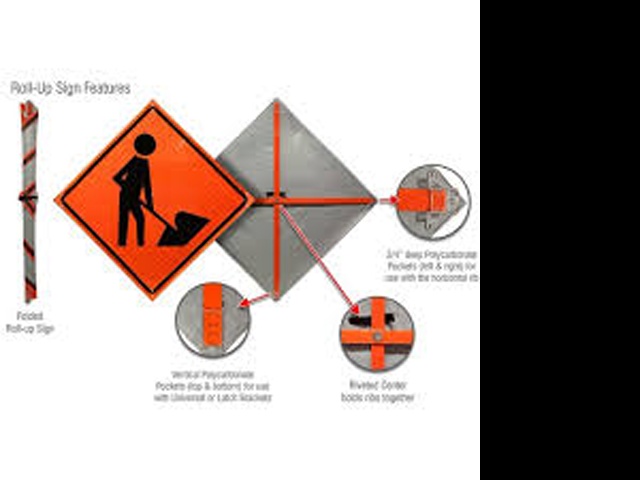 Roll-Up Sign Features
3/4" deep Polycarbonate
Pockets (left & right) for
use with the horizontal rib
Folded
Roll-up Sign
Vertical Polycarbonate
Pockets (top & bottom) for use
with Universal or Latch Brackets
Riveted Center
holds ribs together